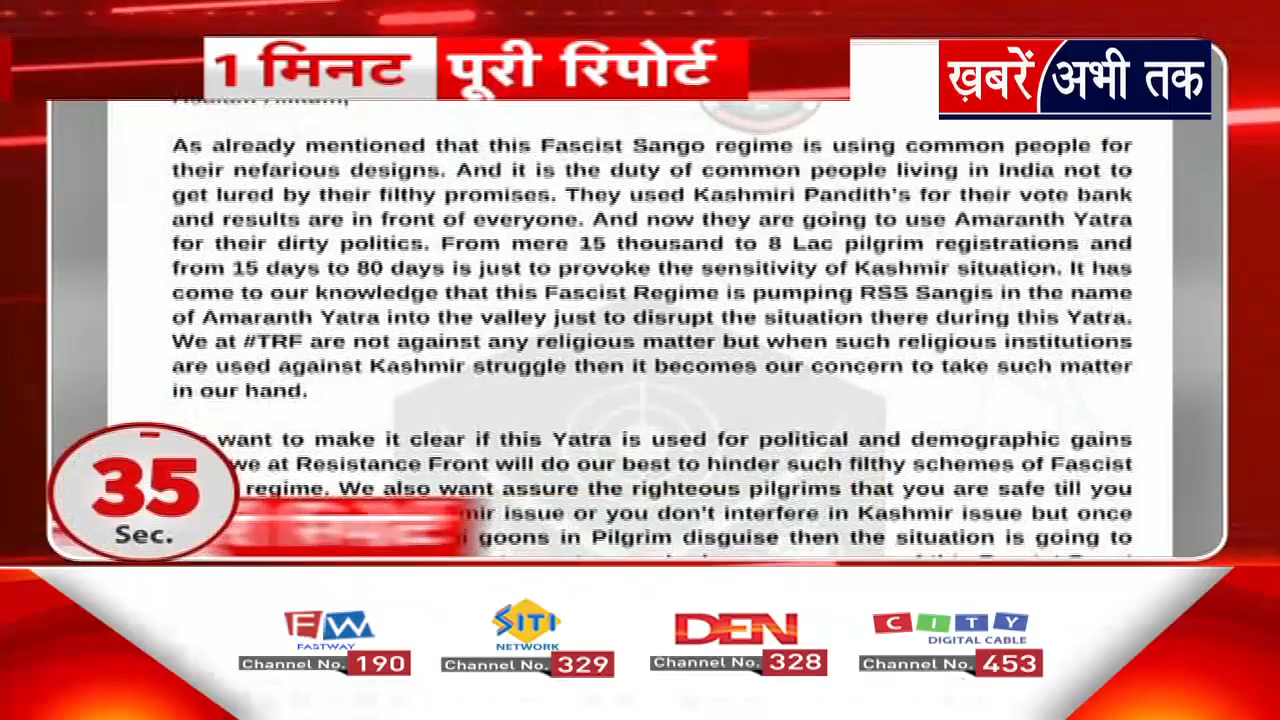 1 मिनट पूरी रिपोर्ट
ख़बरें अभी तक
As already mentioned that this Fascist Sango regime is using common people for
their nefarious designs. And it is the duty of common people living in India not to
get lured by their filthy promises. They used Kashmiri Pandith's for their vote bank
and results are in front of everyone. And now they are going to use Amaranth Yatra
for their dirty politics. From mere 15 thousand to 8 Lac pilgrim registrations and
from 15 days to 80 days is just to provoke the sensitivity of Kashmir situation. It has
come to our knowledge that this Fascist Regime is pumping RSS Sangis in the name
of Amaranth Yatra into the valley just to disrupt the situation there during this Yatra.
We at #TRF are not against any religious matter but when such religious institutions
are used against Kashmir struggle then it becomes our concern to take such matter
in our hand.
want to make it clear if this Yatra is used for political and demographic gains
we at Resistance Front will do our best to hinder such filthy schemes of Fascist
regime. We also want assure the righteous pilgrims that you are safe till you
issue or you don't interfere in Kashmir issue but once
goons in Pilgrim disguise then the situation is going to
35
Sec.
FW
FASTWAY
Channel No. 190
SITI
NETWORK
Channel No. 329
DEN
Channel No. 328
CITY
DIGITAL CABLE
Channel No. 453